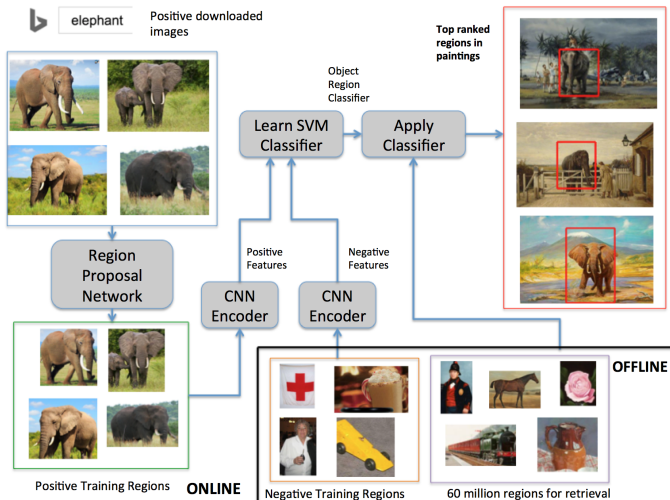 elephant
Positive downloaded
images
Top ranked
regions in
paintings
Object
Region
Classifier
Learn SVM
Classifier
Apply
Classifier
Region
Proposal
Network
Positive
Features
Negative
Features
CNN
Encoder
CNN
Encoder
OFFLINE
Positive Training Regions
ONLINE
Negative Training Regions
60 million regions for retrieval